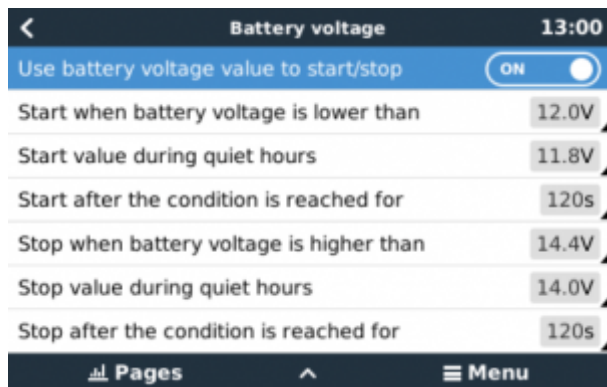 Battery voltage 13:00
Use battery voltage value to start/stop ON
Start when battery voltage is lower than 12.0V
Start value during quiet hours 11.8V
Start after the condition is reached for 120s
Stop when battery voltage is higher than 14.4V
Stop value during quiet hours 14.0V
Stop after the condition is reached for 120s
Pages Menu